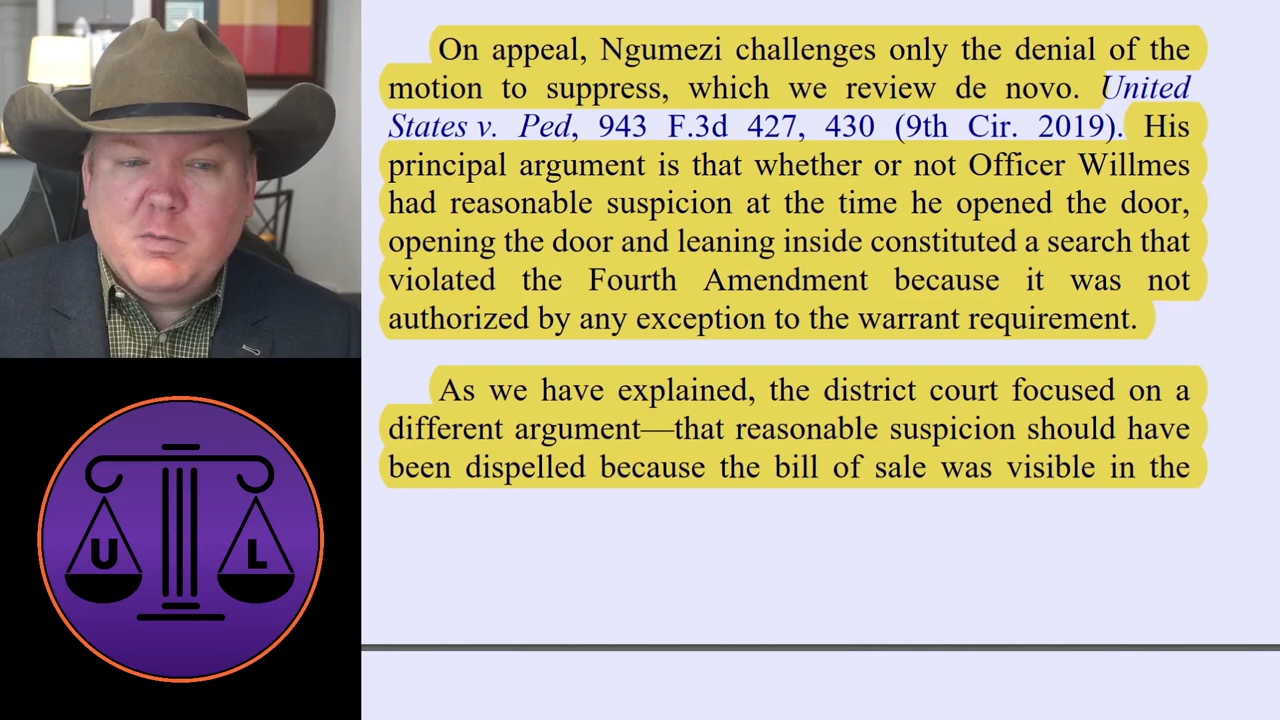 On appeal, Ngumezi challenges only the denial of the
motion to suppress, which we review de novo. United
States v. Ped, 943 F.3d 427, 430 (9th Cir. 2019). His
principal argument is that whether or not Officer Willmes
had reasonable suspicion at the time he opened the door,
opening the door and leaning inside constituted a search that
violated the Fourth Amendment because it was not
authorized by any exception to the warrant requirement.
As we have explained, the district court focused on a
different argument—that reasonable suspicion should have
been dispelled because the bill of sale was visible in the
U L